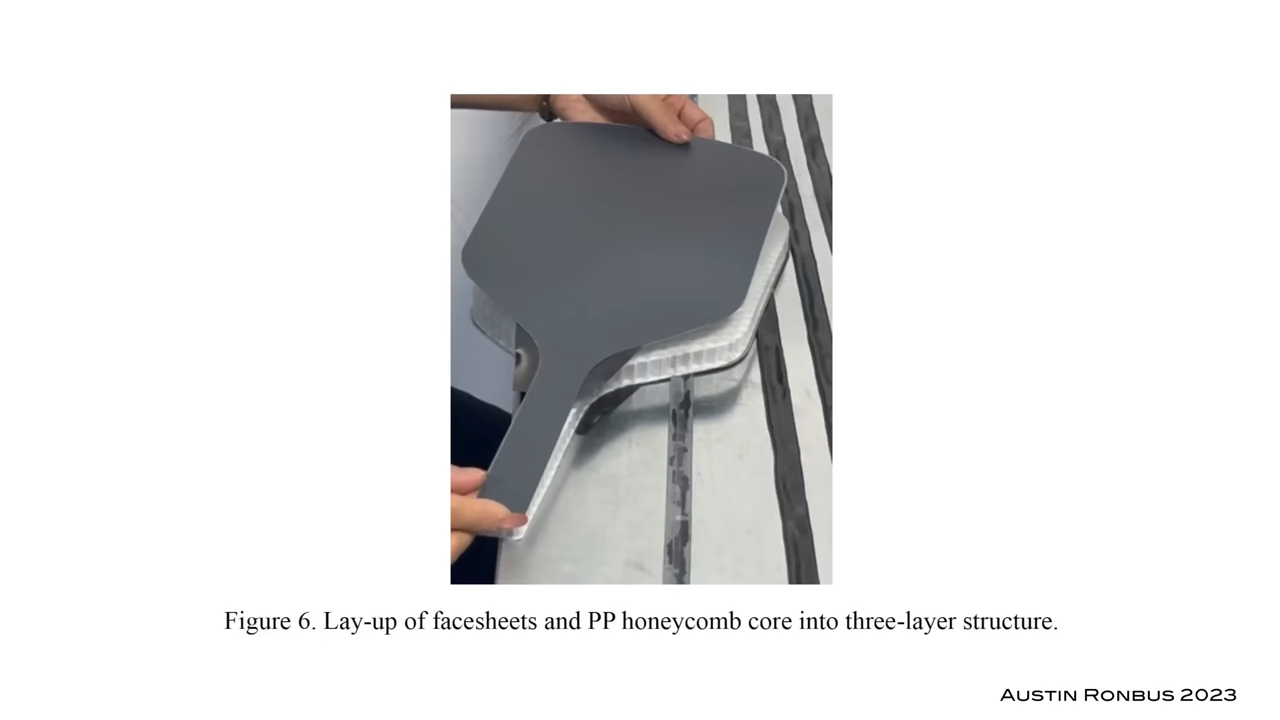 Figure 6. Lay-up of facesheets and PP honeycomb core into three-layer structure.
Austin Ronbus 2023